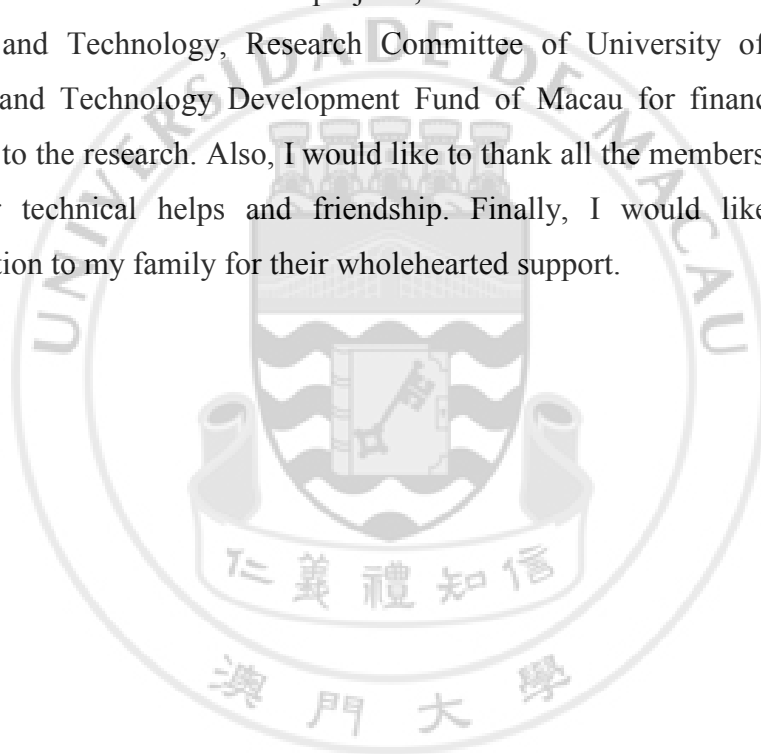 and Technology, Research Committee of University of
and Technology Development Fund of Macau for financ
to the research. Also, I would like to thank all the members
technical helps and friendship. Finally, I would like
tion to my family for their wholehearted support.
UNIVERSIDADE DE MACAU
仁義禮知信
澳門大學